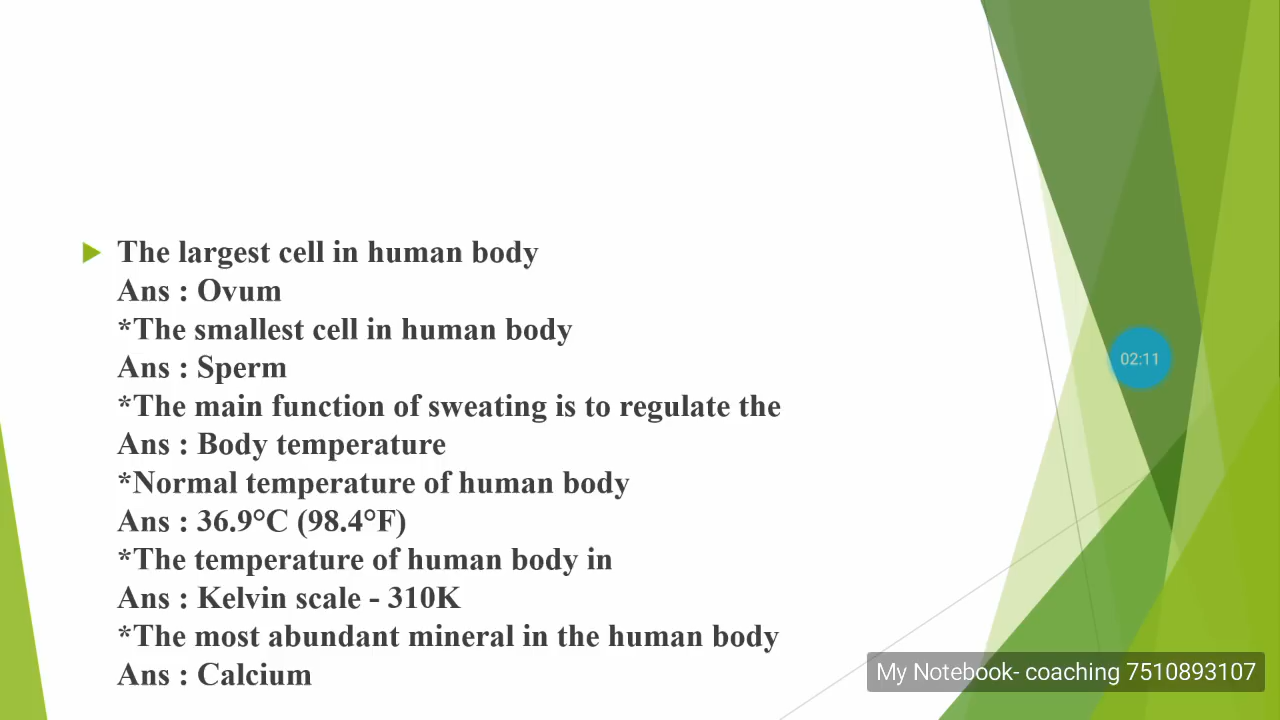 The largest cell in human body
Ans : Ovum
*The smallest cell in human body
Ans : Sperm
*The main function of sweating is to regulate the
Ans : Body temperature
*Normal temperature of human body
Ans : 36.9°C (98.4°F)
*The temperature of human body in
Ans : Kelvin scale - 310K
*The most abundant mineral in the human body
Ans : Calcium
02:11
My Notebook- coaching 7510893107